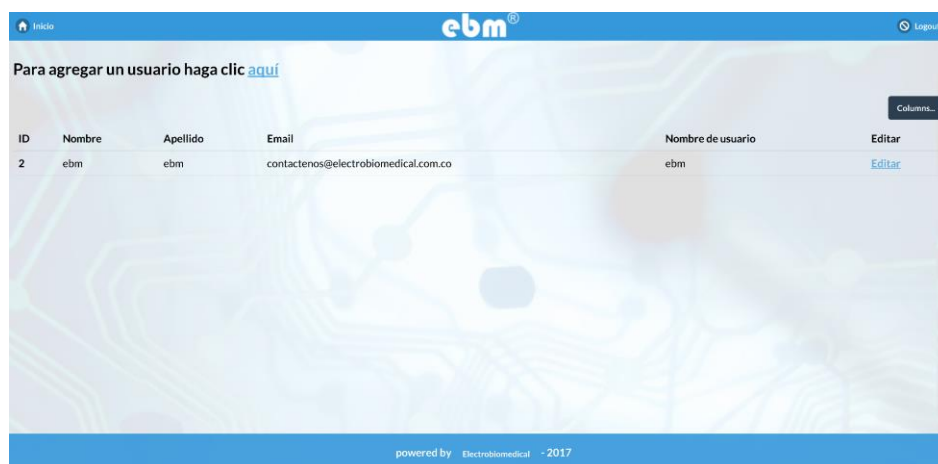 Inicio ebm® Logout
Para agregar un usuario haga clic aquí
Columns...
ID Nombre Apellido Email Nombre de usuario Editar
2 ebm ebm contactenos@electrobiomedical.com.co ebm Editar
powered by Electrobiomedical - 2017